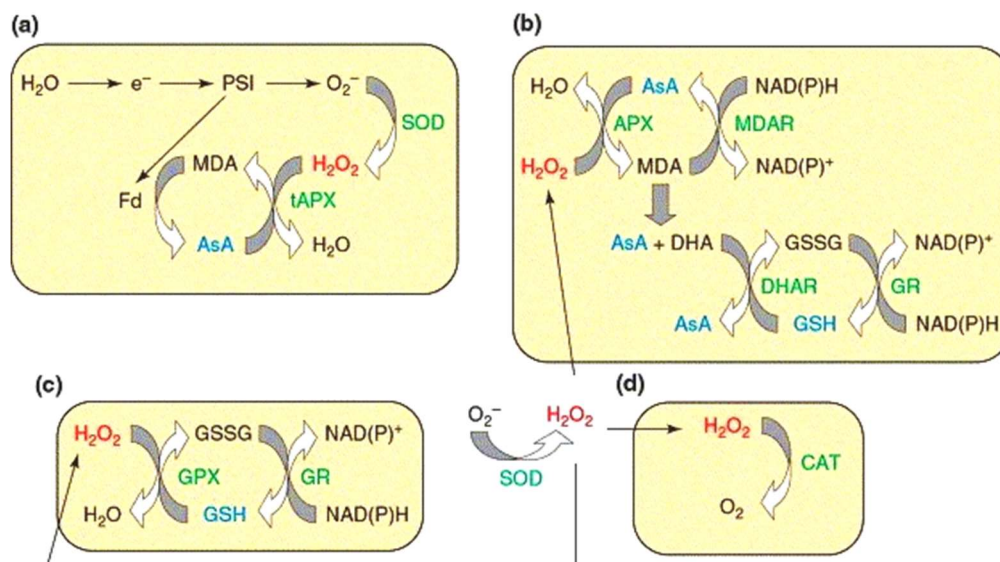 (a)
H₂O e⁻ PSI O₂⁻
SOD
MDA H₂O₂
Fd tAPX
AsA H₂O
(b)
H₂O AsA NAD(P)H
APX MDAR
H₂O₂ MDA NAD(P)⁺
AsA + DHA GSSG NAD(P)⁺
DHAR GR
AsA GSH NAD(P)H
(c)
H₂O₂ GSSG NAD(P)⁺
GPX GR
H₂O GSH NAD(P)H
O₂⁻ H₂O₂
SOD
(d)
H₂O₂
CAT
O₂